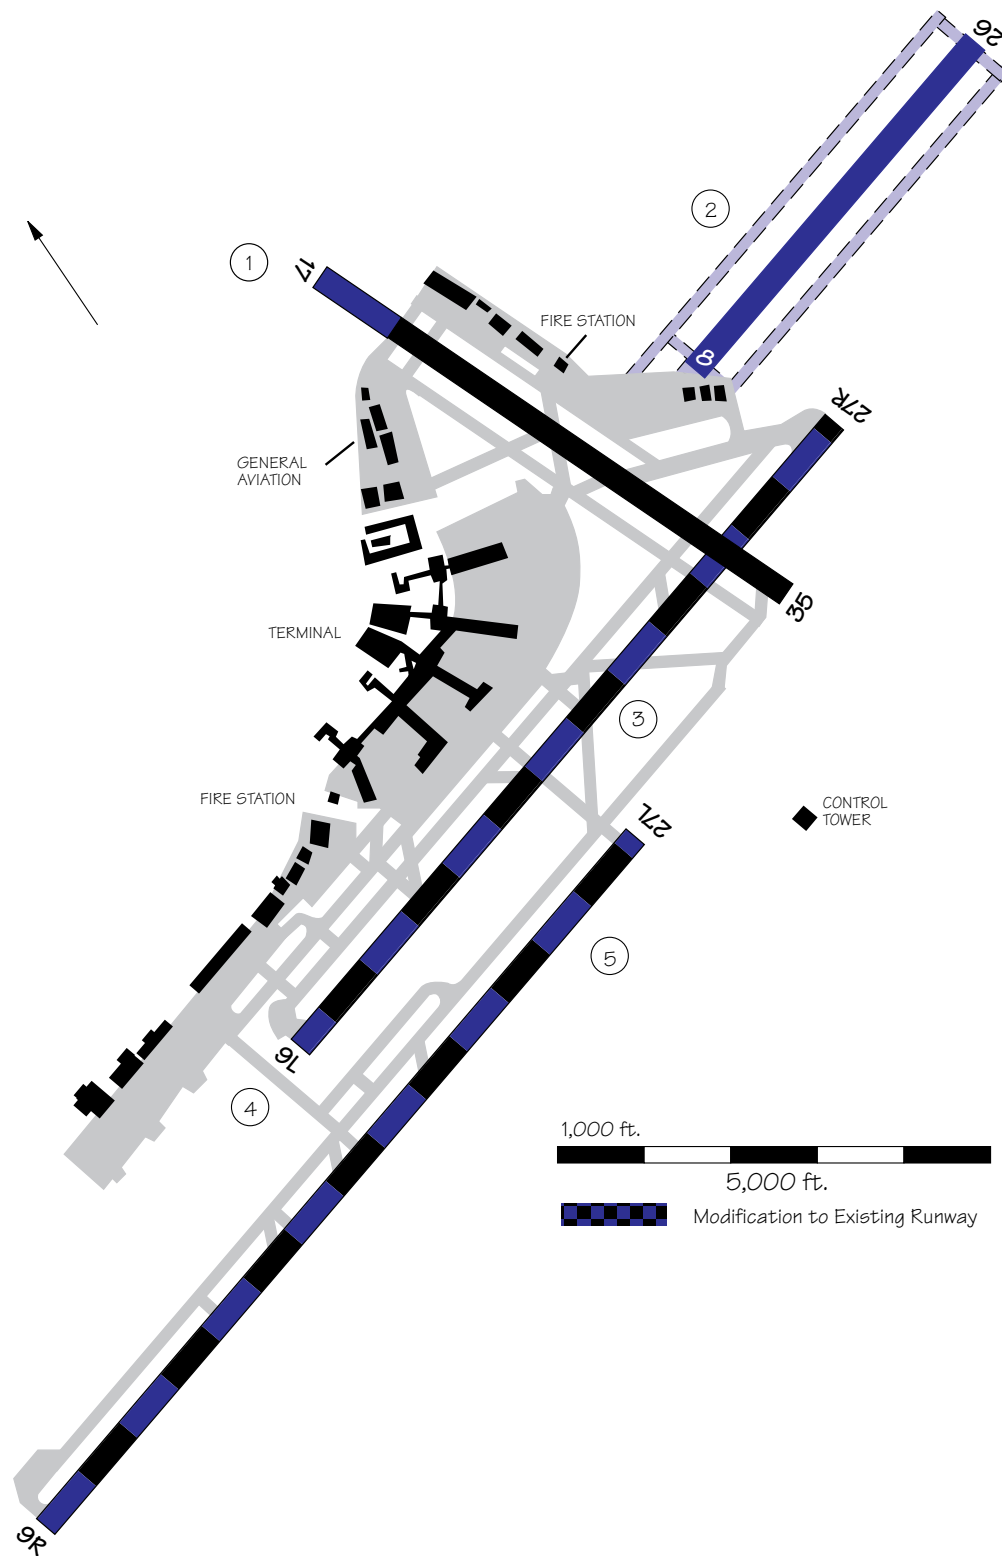 26
2
1
17
FIRE STATION
8
27R
GENERAL
AVIATION
35
TERMINAL
3
FIRE STATION
CONTROL
TOWER
27L
5
9L
4
1,000 ft.
5,000 ft.
Modification to Existing Runway
9R